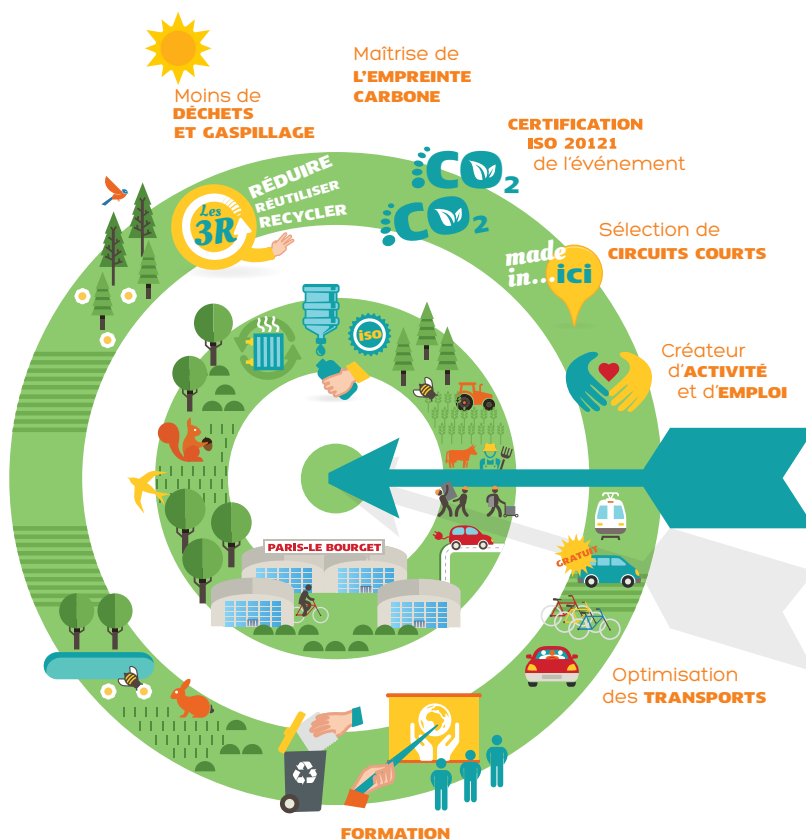 Maîtrise de
L'EMPREINTE
CARBONE
Moins de
DÉCHETS
ET GASPILLAGE
CERTIFICATION
ISO 20121
de l'événement
RÉDUIRE
RÉUTILISER
RECYCLER
Les
3R
CO2
CO2
Sélection de
CIRCUITS COURTS
made
in...ici
iso
Créateur
d'ACTIVITÉ
et d'EMPLOI
PARIS-LE BOURGET
GRATUIT
Optimisation
des TRANSPORTS
FORMATION